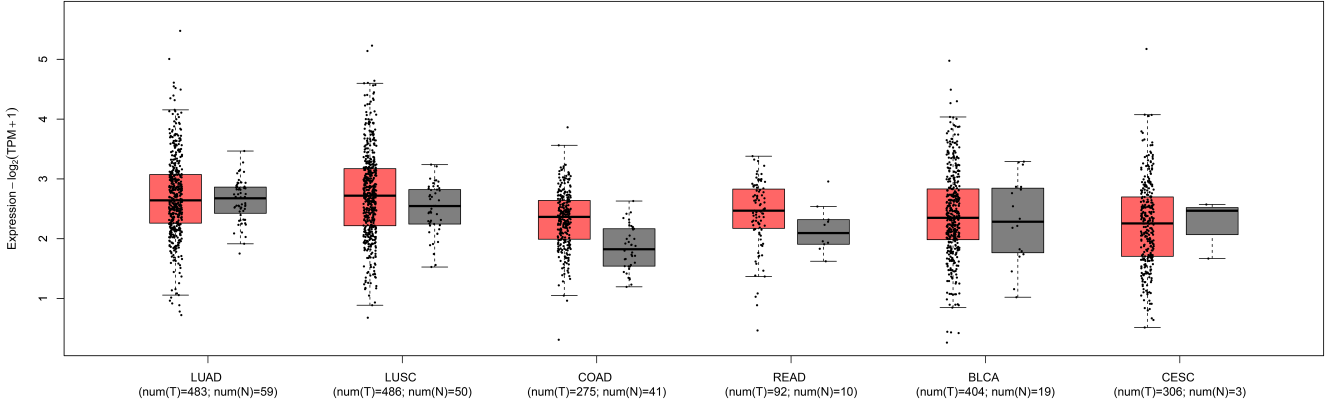 Expression − log₂(TPM + 1)
5
4
3
2
1
LUAD
(num(T)=483; num(N)=59)
LUSC
(num(T)=486; num(N)=50)
COAD
(num(T)=275; num(N)=41)
READ
(num(T)=92; num(N)=10)
BLCA
(num(T)=404; num(N)=19)
CESC
(num(T)=306; num(N)=3)